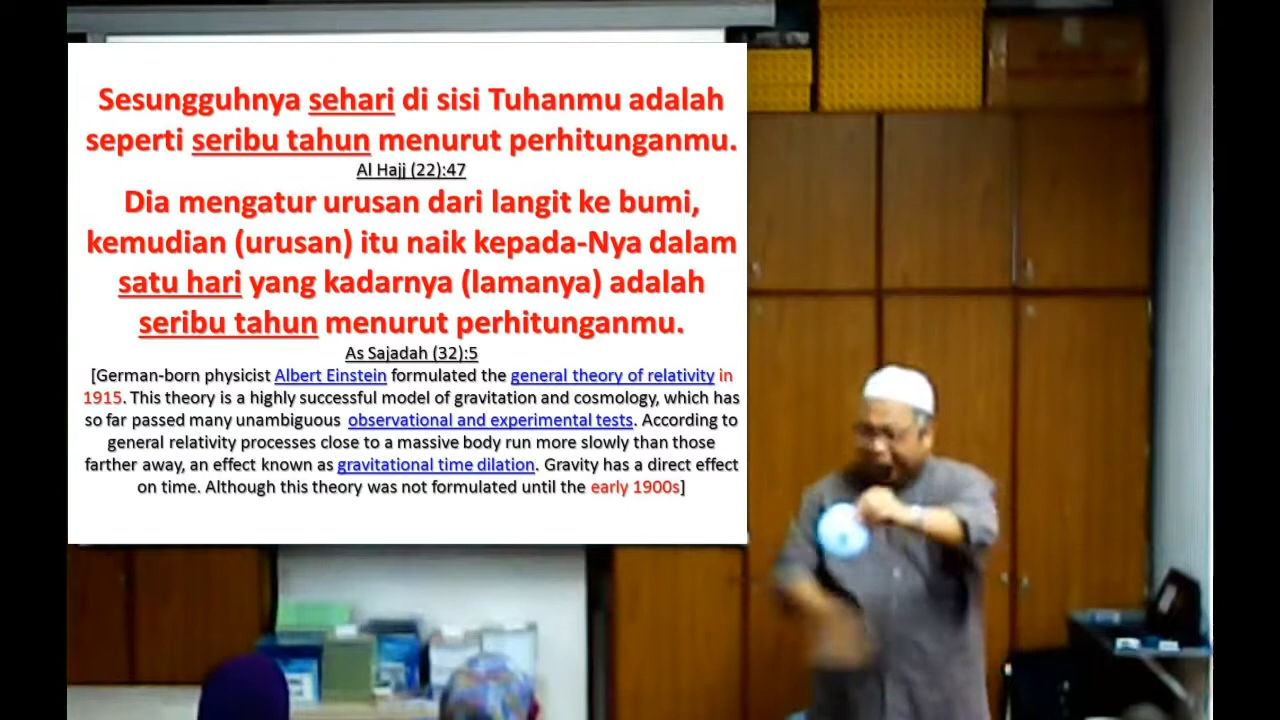 Sesungguhnya sehari di sisi Tuhanmu adalah
seperti seribu tahun menurut perhitunganmu.
Al Hajj (22):47
Dia mengatur urusan dari langit ke bumi,
kemudian (urusan) itu naik kepada-Nya dalam
satu hari yang kadarnya (lamanya) adalah
seribu tahun menurut perhitunganmu.
As Sajadah (32):5
[German-born physicist Albert Einstein formulated the general theory of relativity in
1915. This theory is a highly successful model of gravitation and cosmology, which has
so far passed many unambiguous observational and experimental tests. According to
general relativity processes close to a massive body run more slowly than those
farther away, an effect known as gravitational time dilation. Gravity has a direct effect
on time. Although this theory was not formulated until the early 1900s]